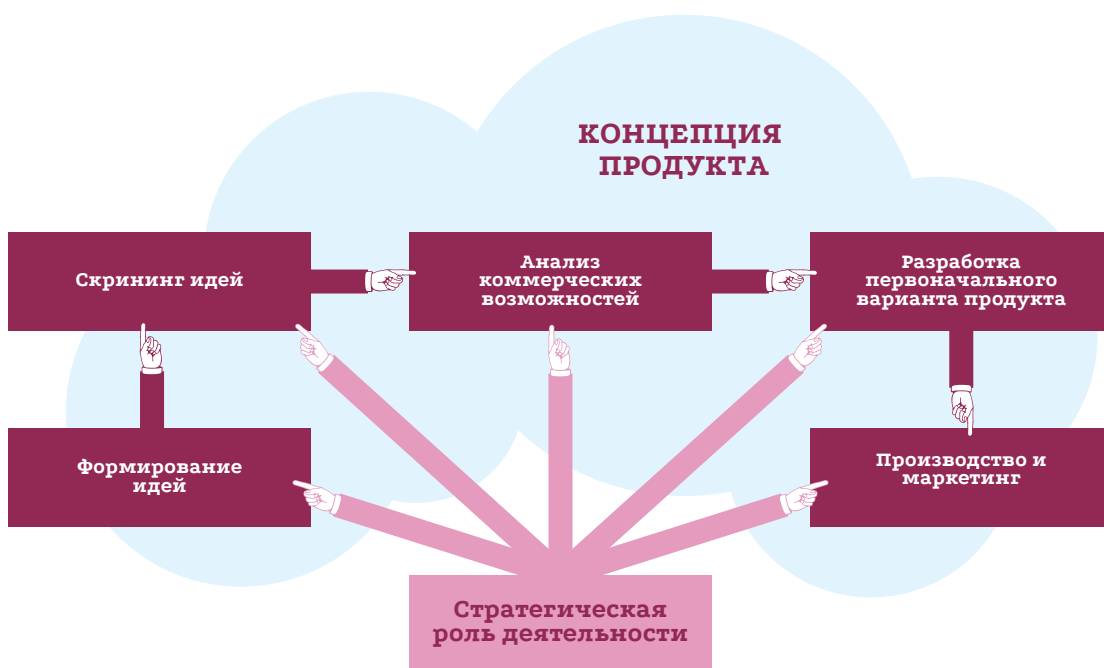 КОНЦЕПЦИЯ
ПРОДУКТА
Скрининг идей
Анализ
коммерческих
возможностей
Разработка
первоначального
варианта продукта
Формирование
идей
Производство и
маркетинг
Стратегическая
роль деятельности